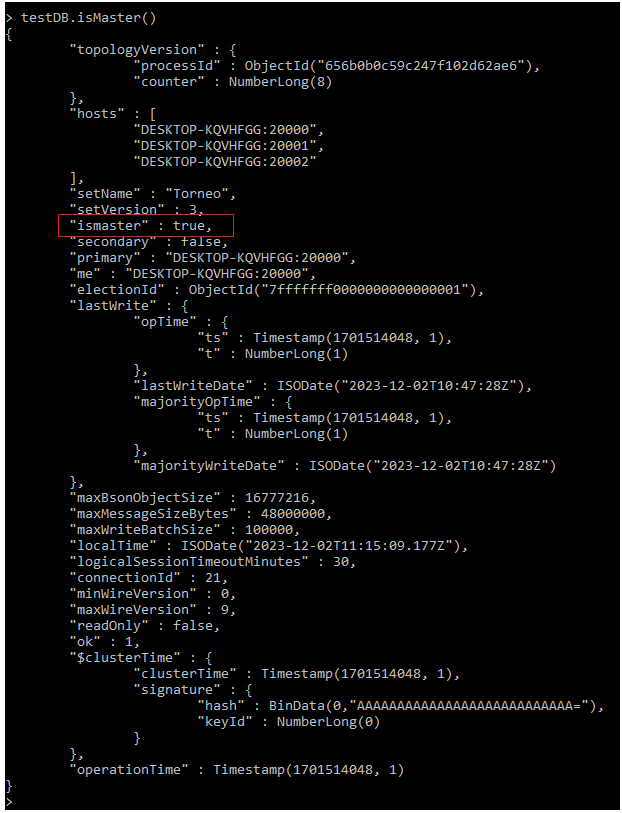 > testDB.isMaster()
{
"topologyVersion" : {
"processId" : ObjectId("656b0b0c59c247f102d62ae6"),
"counter" : NumberLong(8)
},
"hosts" : [
"DESKTOP-KQVHFGG:20000",
"DESKTOP-KQVHFGG:20001",
"DESKTOP-KQVHFGG:20002"
],
"setName" : "Torneo",
"setVersion" : 3,
"ismaster" : true,
"secondary" : false,
"primary" : "DESKTOP-KQVHFGG:20000",
"me" : "DESKTOP-KQVHFGG:20000",
"electionId" : ObjectId("7fffffff0000000000000001"),
"lastWrite" : {
"opTime" : {
"ts" : Timestamp(1701514048, 1),
"t" : NumberLong(1)
},
"lastWriteDate" : ISODate("2023-12-02T10:47:28Z"),
"majorityOpTime" : {
"ts" : Timestamp(1701514048, 1),
"t" : NumberLong(1)
},
"majorityWriteDate" : ISODate("2023-12-02T10:47:28Z")
},
"maxBsonObjectSize" : 16777216,
"maxMessageSizeBytes" : 48000000,
"maxWriteBatchSize" : 100000,
"localTime" : ISODate("2023-12-02T11:15:09.177Z"),
"logicalSessionTimeoutMinutes" : 30,
"connectionId" : 21,
"minWireVersion" : 0,
"maxWireVersion" : 9,
"readOnly" : false,
"ok" : 1,
"$clusterTime" : {
"clusterTime" : Timestamp(1701514048, 1),
"signature" : {
"hash" : BinData(0,"AAAAAAAAAAAAAAAAAAAAAAAAAAA="),
"keyId" : NumberLong(0)
}
},
"operationTime" : Timestamp(1701514048, 1)
}
>